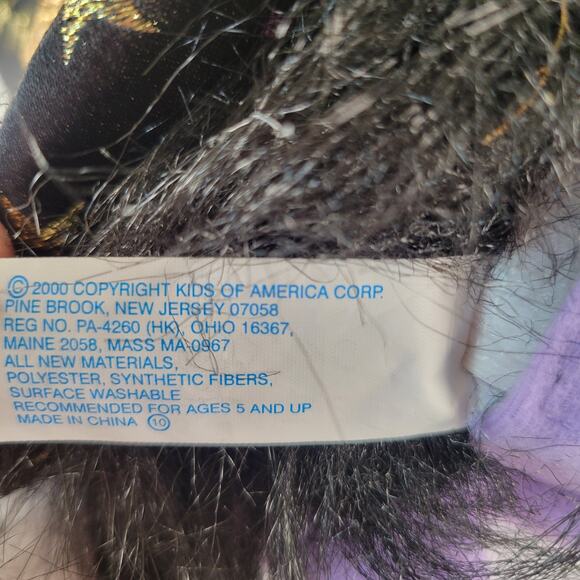 © 2000 COPYRIGHT KIDS OF AMERICA CORP.
PINE BROOK, NEW JERSEY 07058
REG NO. PA-4260 (HK), OHIO 16367,
MAINE 2058, MASS MA-0967
ALL NEW MATERIALS,
POLYESTER, SYNTHETIC FIBERS,
SURFACE WASHABLE
RECOMMENDED FOR AGES 5 AND UP
MADE IN CHINA ⑩